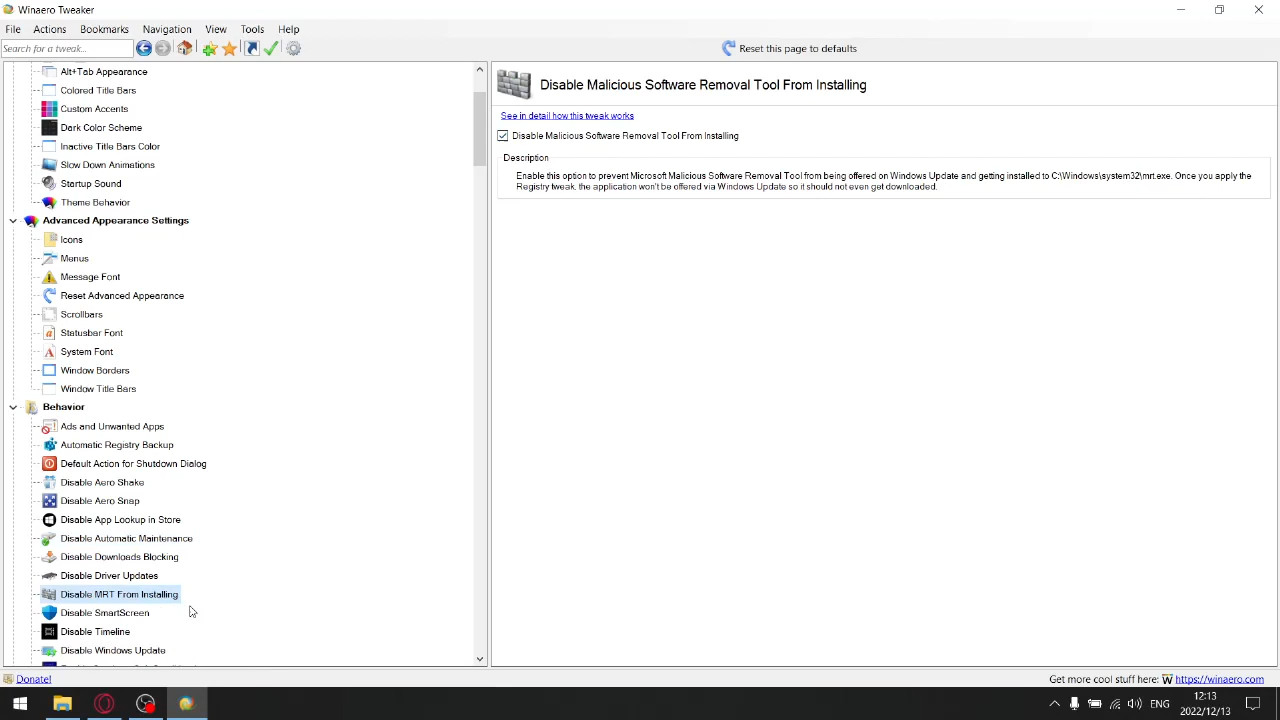 Winaero Tweaker
File Actions Bookmarks Navigation View Tools Help
Search for a tweak...
Reset this page to defaults
Alt+Tab Appearance
Colored Title Bars
Custom Accents
Dark Color Scheme
Inactive Title Bars Color
Slow Down Animations
Startup Sound
Theme Behavior
Advanced Appearance Settings
Icons
Menus
Message Font
Reset Advanced Appearance
Scrollbars
Statusbar Font
System Font
Window Borders
Window Title Bars
Behavior
Ads and Unwanted Apps
Automatic Registry Backup
Default Action for Shutdown Dialog
Disable Aero Shake
Disable Aero Snap
Disable App Lookup in Store
Disable Automatic Maintenance
Disable Downloads Blocking
Disable Driver Updates
Disable MRT From Installing
Disable SmartScreen
Disable Timeline
Disable Windows Update
Disable Malicious Software Removal Tool From Installing
See in detail how this tweak works
Disable Malicious Software Removal Tool From Installing
Description
Enable this option to prevent Microsoft Malicious Software Removal Tool from being offered on Windows Update and getting installed to C:\Windows\system32\mrt.exe. Once you apply the
Registry tweak, the application won't be offered via Windows Update so it should not even get downloaded.
Donate!
Get more cool stuff here: W https://winaero.com
ENG
12:13
2022/12/13